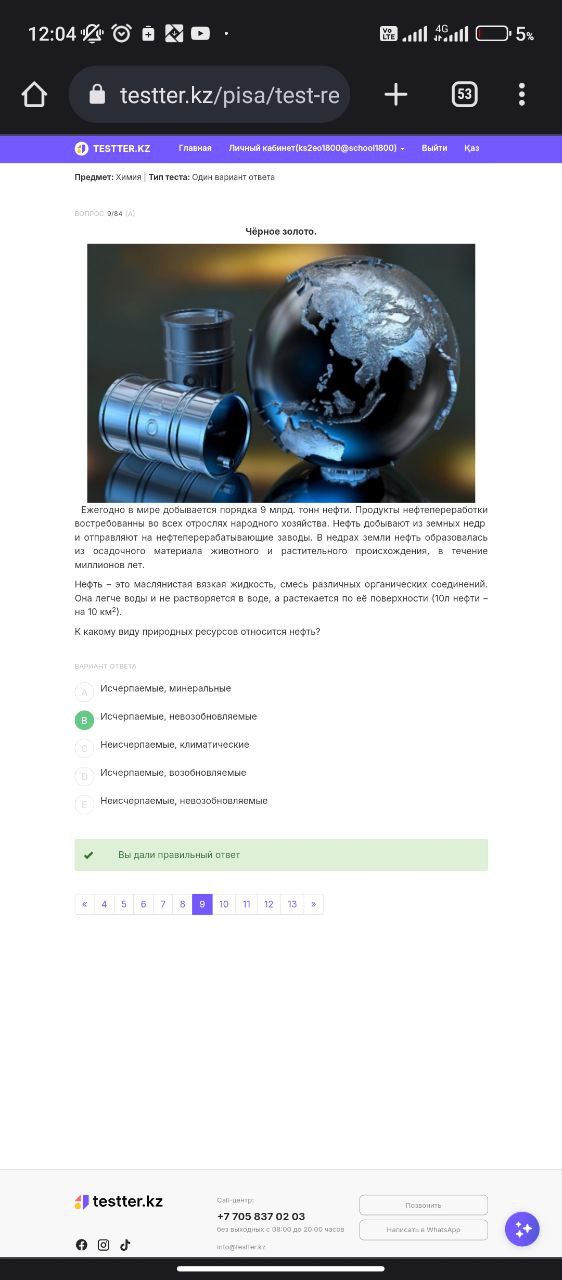 12:04
Vo LTE
4G
5%
testter.kz/pisa/test-re
53
TESTTER.KZ
Главная
Личный кабинет(ks2eo1800@school1800)
Выйти
Қаз
Предмет: Химия | Тип теста: Один вариант ответа
ВОПРОС 9/84 (A)
Чёрное золото.
OIL
Ежегодно в мире добывается порядка 9 млрд. тонн нефти. Продукты нефтепереработки
востребованны во всех отрослях народного хозяйства. Нефть добывают из земных недр
и отправляют на нефтеперерабатывающие заводы. В недрах земли нефть образовалась
из осадочного материала животного и растительного происхождения, в течение
миллионов лет.
Нефть – это маслянистая вязкая жидкость, смесь различных органических соединений.
Она легче воды и не растворяется в воде, а растекается по её поверхности (10л нефти –
на 10 км²).
К какому виду природных ресурсов относится нефть?
ВАРИАНТ ОТВЕТА
A Исчерпаемые, минеральные
B Исчерпаемые, невозобновляемые
C Неисчерпаемые, климатические
D Исчерпаемые, возобновляемые
E Неисчерпаемые, невозобновляемые
Вы дали правильный ответ
« 4 5 6 7 8 9 10 11 12 13 »
testter.kz
Call-центр:
+7 705 837 02 03
без выходных с 08:00 до 20:00 часов
info@testter.kz
Позвонить
Написать в WhatsApp